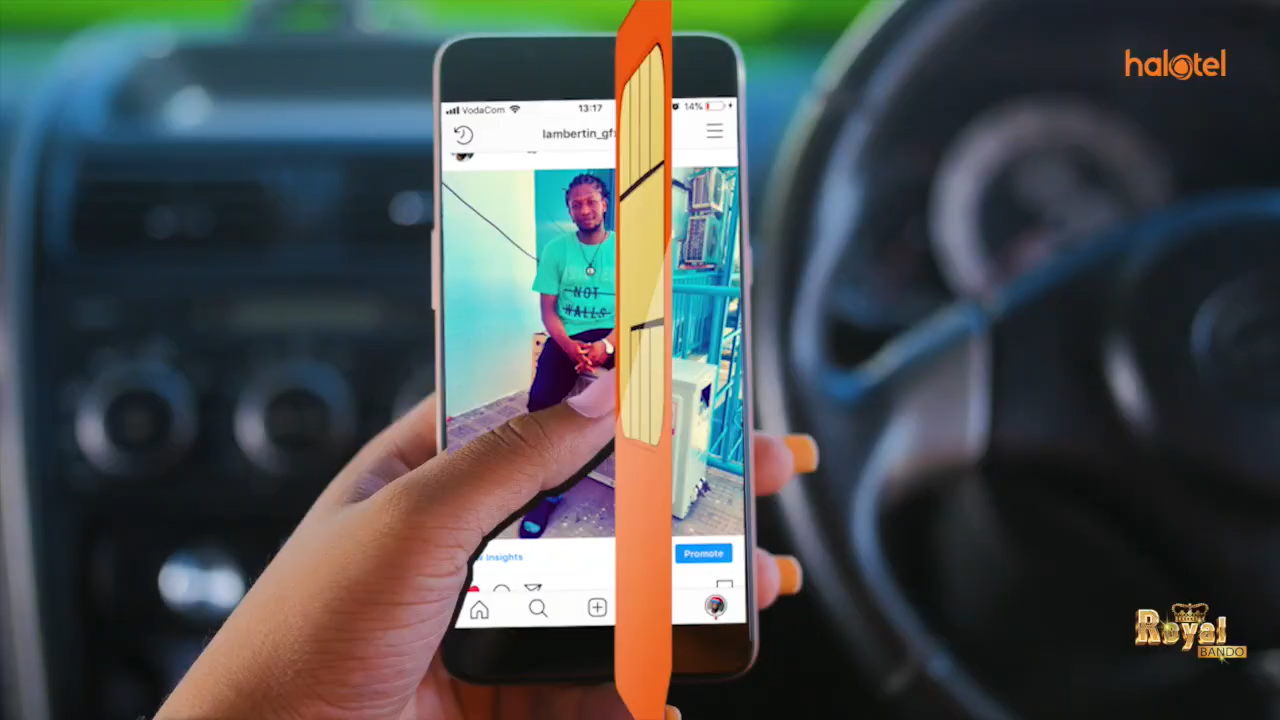 halotel
VodaCom
13:17
14%
lambertin_gf
NOT
WALLS
Insights
Promote
Royal
BANDO